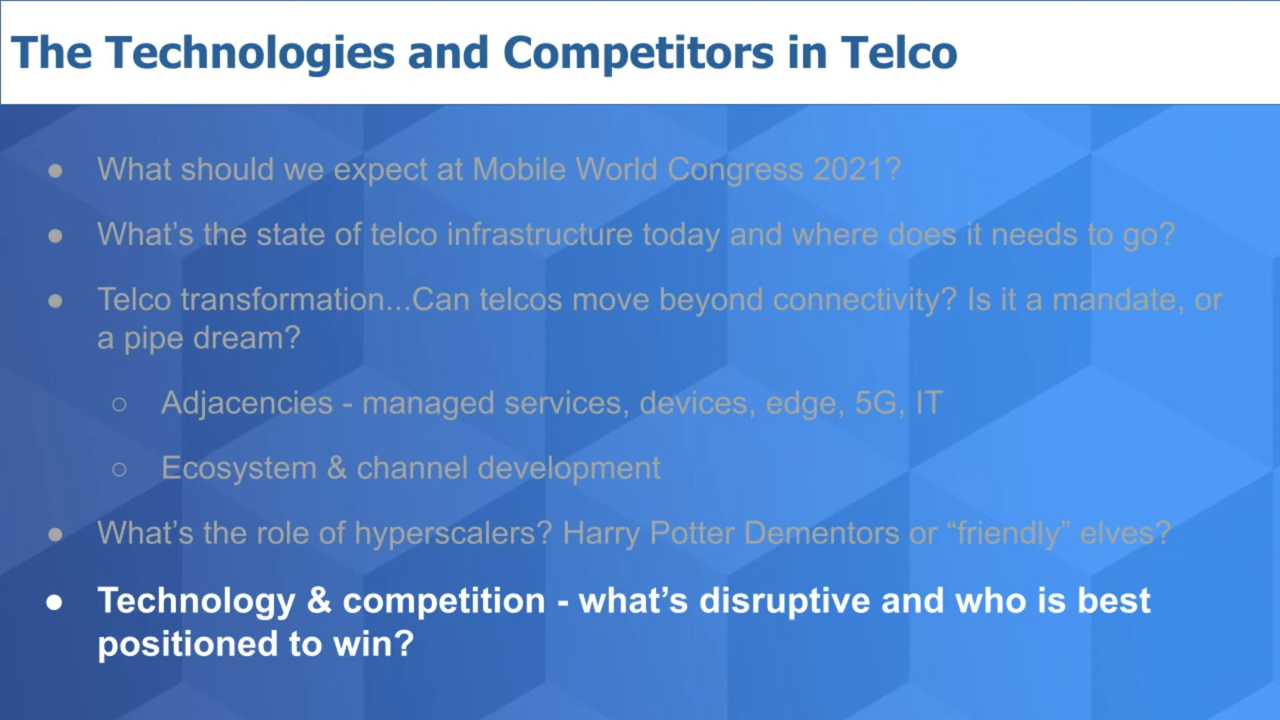 The Technologies and Competitors in Telco
● What should we expect at Mobile World Congress 2021?
● What’s the state of telco infrastructure today and where does it needs to go?
● Telco transformation...Can telcos move beyond connectivity? Is it a mandate, or
a pipe dream?
○ Adjacencies - managed services, devices, edge, 5G, IT
○ Ecosystem & channel development
● What’s the role of hyperscalers? Harry Potter Dementors or “friendly” elves?
● Technology & competition - what’s disruptive and who is best
positioned to win?